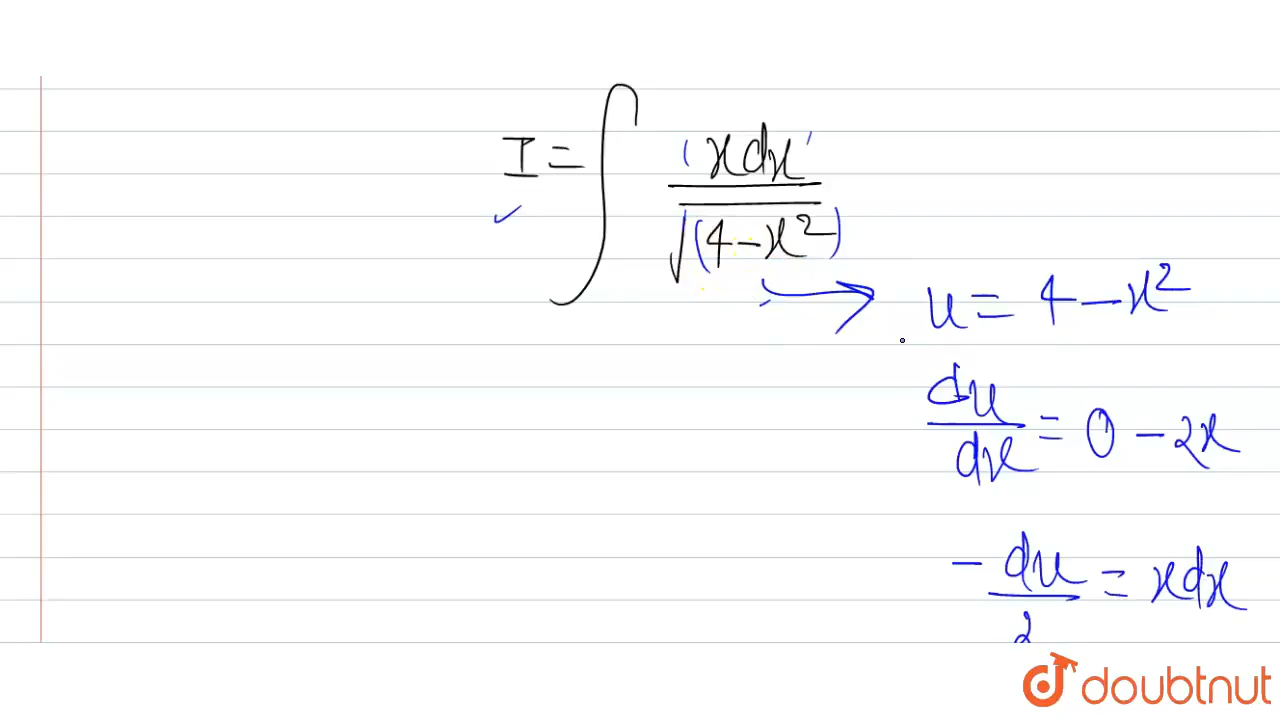 I = ∫ (x dx) / √(4 - x²)
u = 4 - x²
du/dx = 0 - 2x
- du/2 = x dx
doubtnut